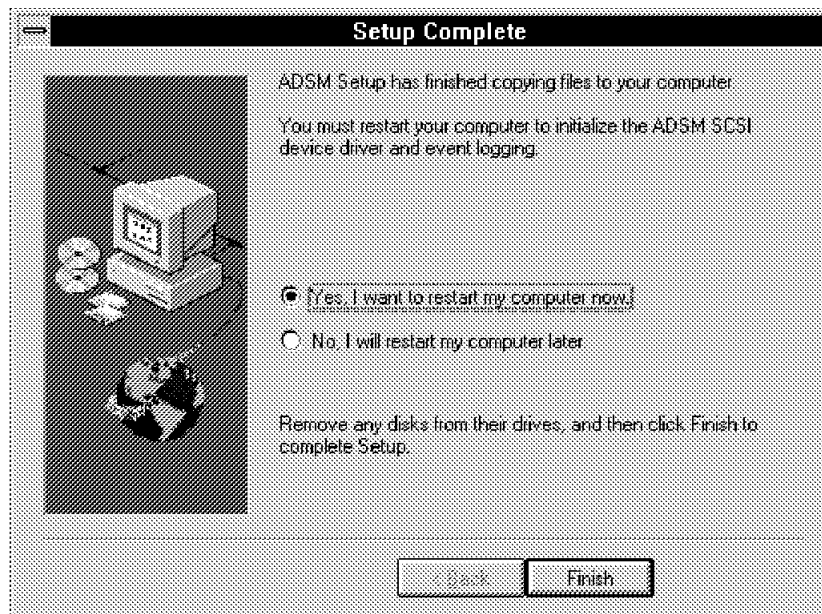 Setup Complete
ADSM Setup has finished copying files to your computer
You must restart your computer to initialize the ADSM SCSI
device driver and event logging.
Yes, I want to restart my computer now.
No, I will restart my computer later
Remove any disks from their drives, and then click Finish to
complete Setup.
< Back
Finish